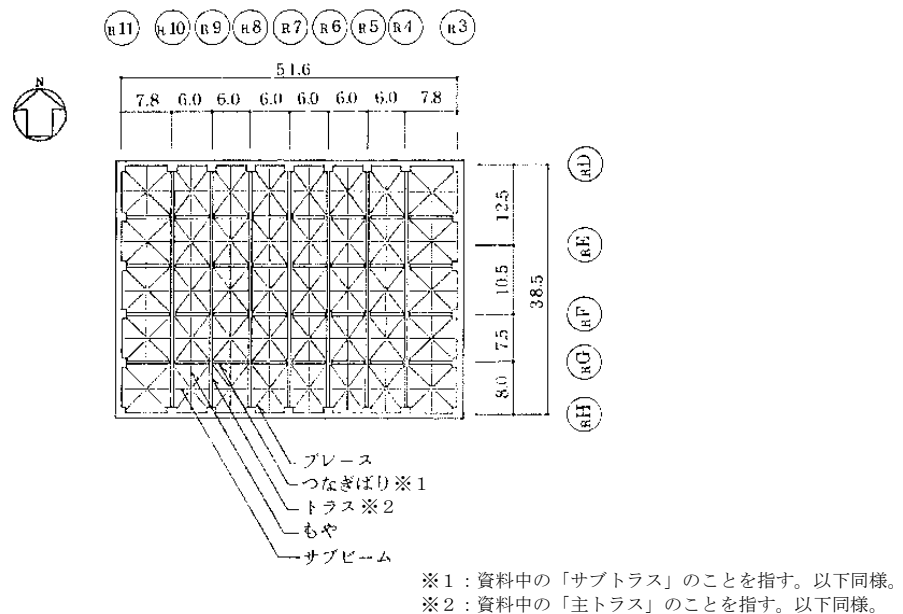 R11 R10 R9 R8 R7 R6 R5 R4 R3
51.6
7.8 6.0 6.0 6.0 6.0 6.0 6.0 7.8
N
RD
RE
RF
RG
RH
12.5
10.5
7.5
8.0
38.5
ブレース
つなぎばり※1
トラス※2
もや
サブビーム
※1：資料中の「サブトラス」のことを指す。以下同様。
※2：資料中の「主トラス」のことを指す。以下同様。